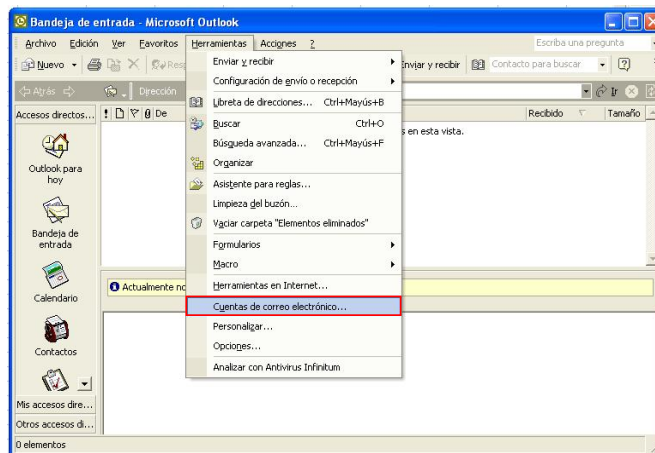 Bandeja de entrada - Microsoft Outlook
Archivo Edición Ver Favoritos Herramientas Acciones ? Escriba una pregunta
Nuevo Enviar y recibir Contacto para buscar
Atrás Dirección Ir
Accesos directos... De Recibido Tamaño
Enviar y recibir
Configuración de envío o recepción
Libreta de direcciones... Ctrl+Mayús+B
Buscar Ctrl+O
Búsqueda avanzada... Ctrl+Mayús+F
Organizar
Asistente para reglas...
Limpieza del buzón...
Vaciar carpeta "Elementos eliminados"
Formularios
Macro
Herramientas en Internet...
Cuentas de correo electrónico...
Personalizar...
Opciones...
Analizar con Antivirus Infinitum
en esta vista.
Outlook para
hoy
Bandeja de
entrada
Calendario
Contactos
Mis accesos dire...
Otros accesos di...
Actualmente
0 elementos